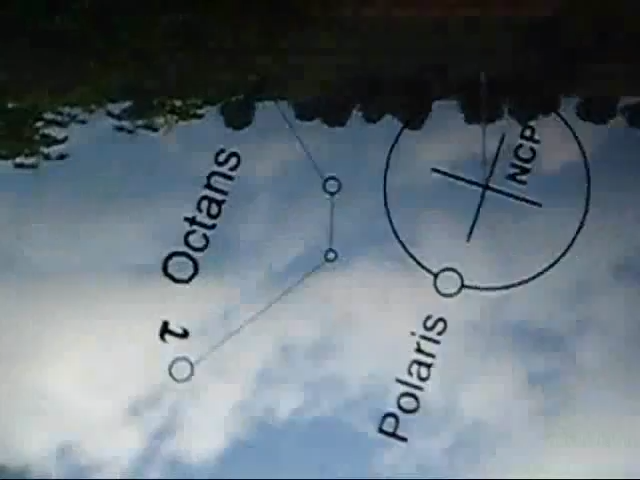 τ Octans
NCP
Polaris